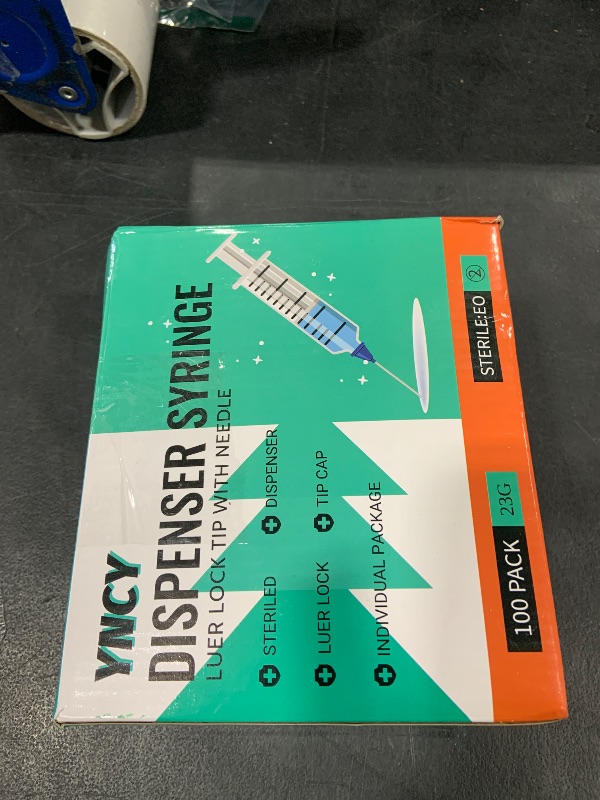 YNCY
DISPENSER SYRINGE
LUER LOCK TIP WITH NEEDLE
STERILED
DISPENSER
LUER LOCK
TIP CAP
INDIVIDUAL PACKAGE
100 PACK
23G
STERILE:EO
②